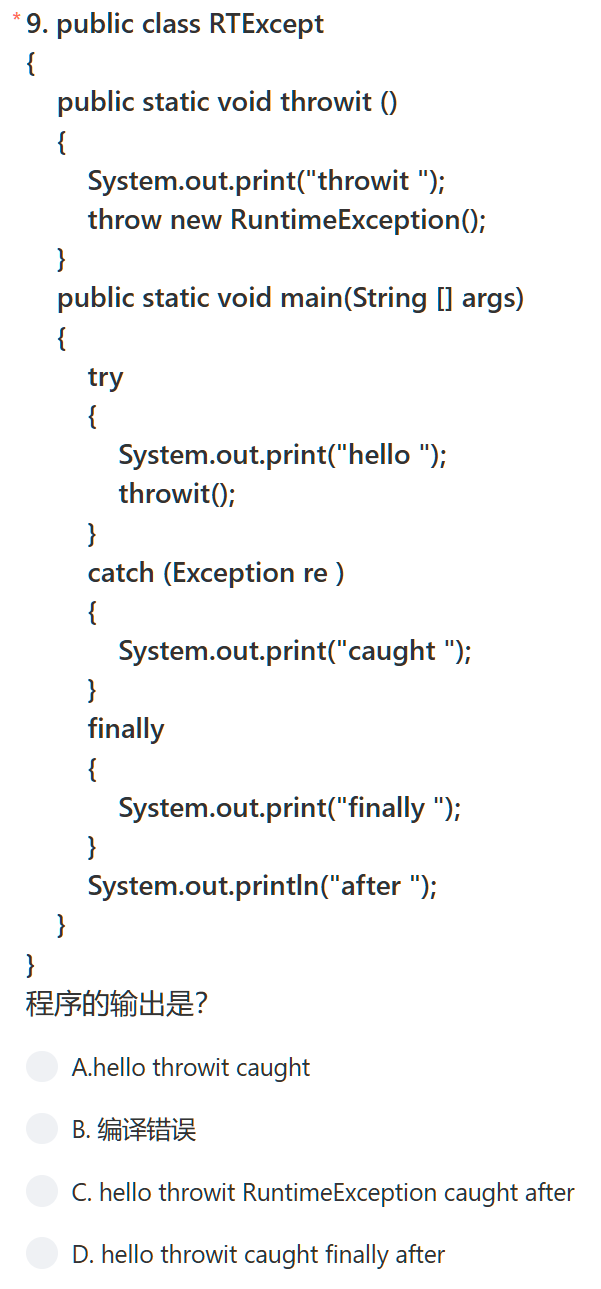 * 9. public class RTExcept
{
public static void throwit ()
{
System.out.print("throwit ");
throw new RuntimeException();
}
public static void main(String [] args)
{
try
{
System.out.print("hello ");
throwit();
}
catch (Exception re )
{
System.out.print("caught ");
}
finally
{
System.out.print("finally ");
}
System.out.println("after ");
}
}
程序的输出是?
A.hello throwit caught
B. 编译错误
C. hello throwit RuntimeException caught after
D. hello throwit caught finally after